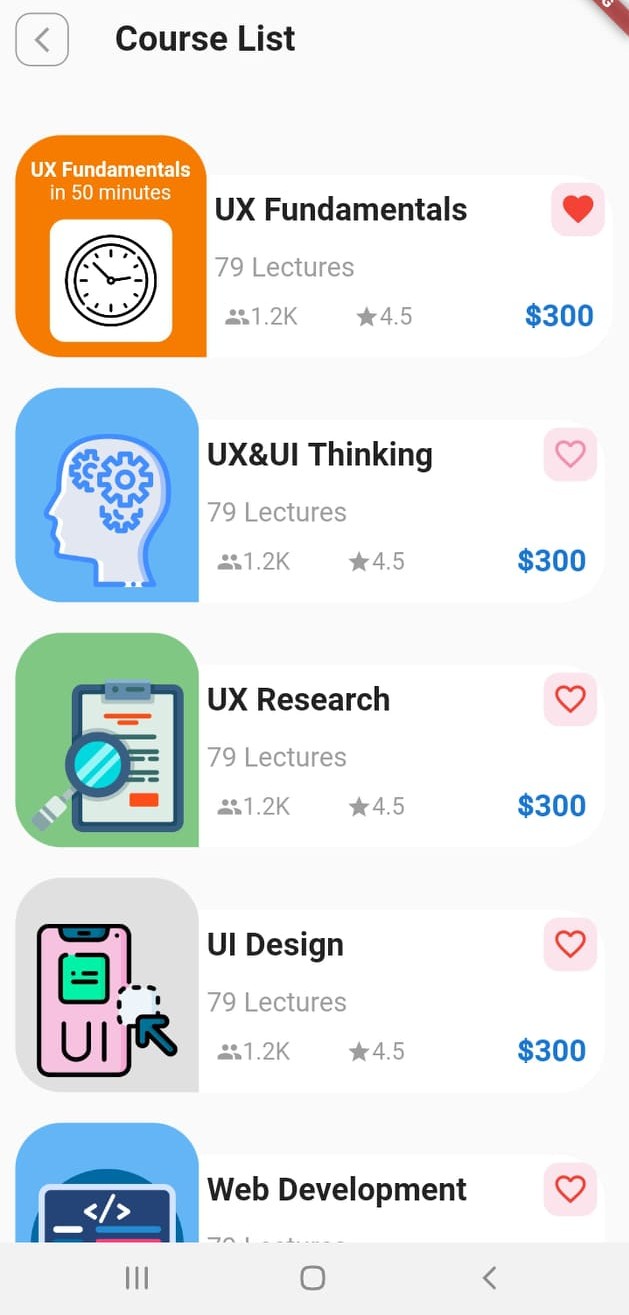 Course List
UX Fundamentals
in 50 minutes
UX Fundamentals
79 Lectures
1.2K 4.5 $300
UX&UI Thinking
79 Lectures
1.2K 4.5 $300
UX Research
79 Lectures
1.2K 4.5 $300
UI Design
79 Lectures
1.2K 4.5 $300
UI
Web Development
</>